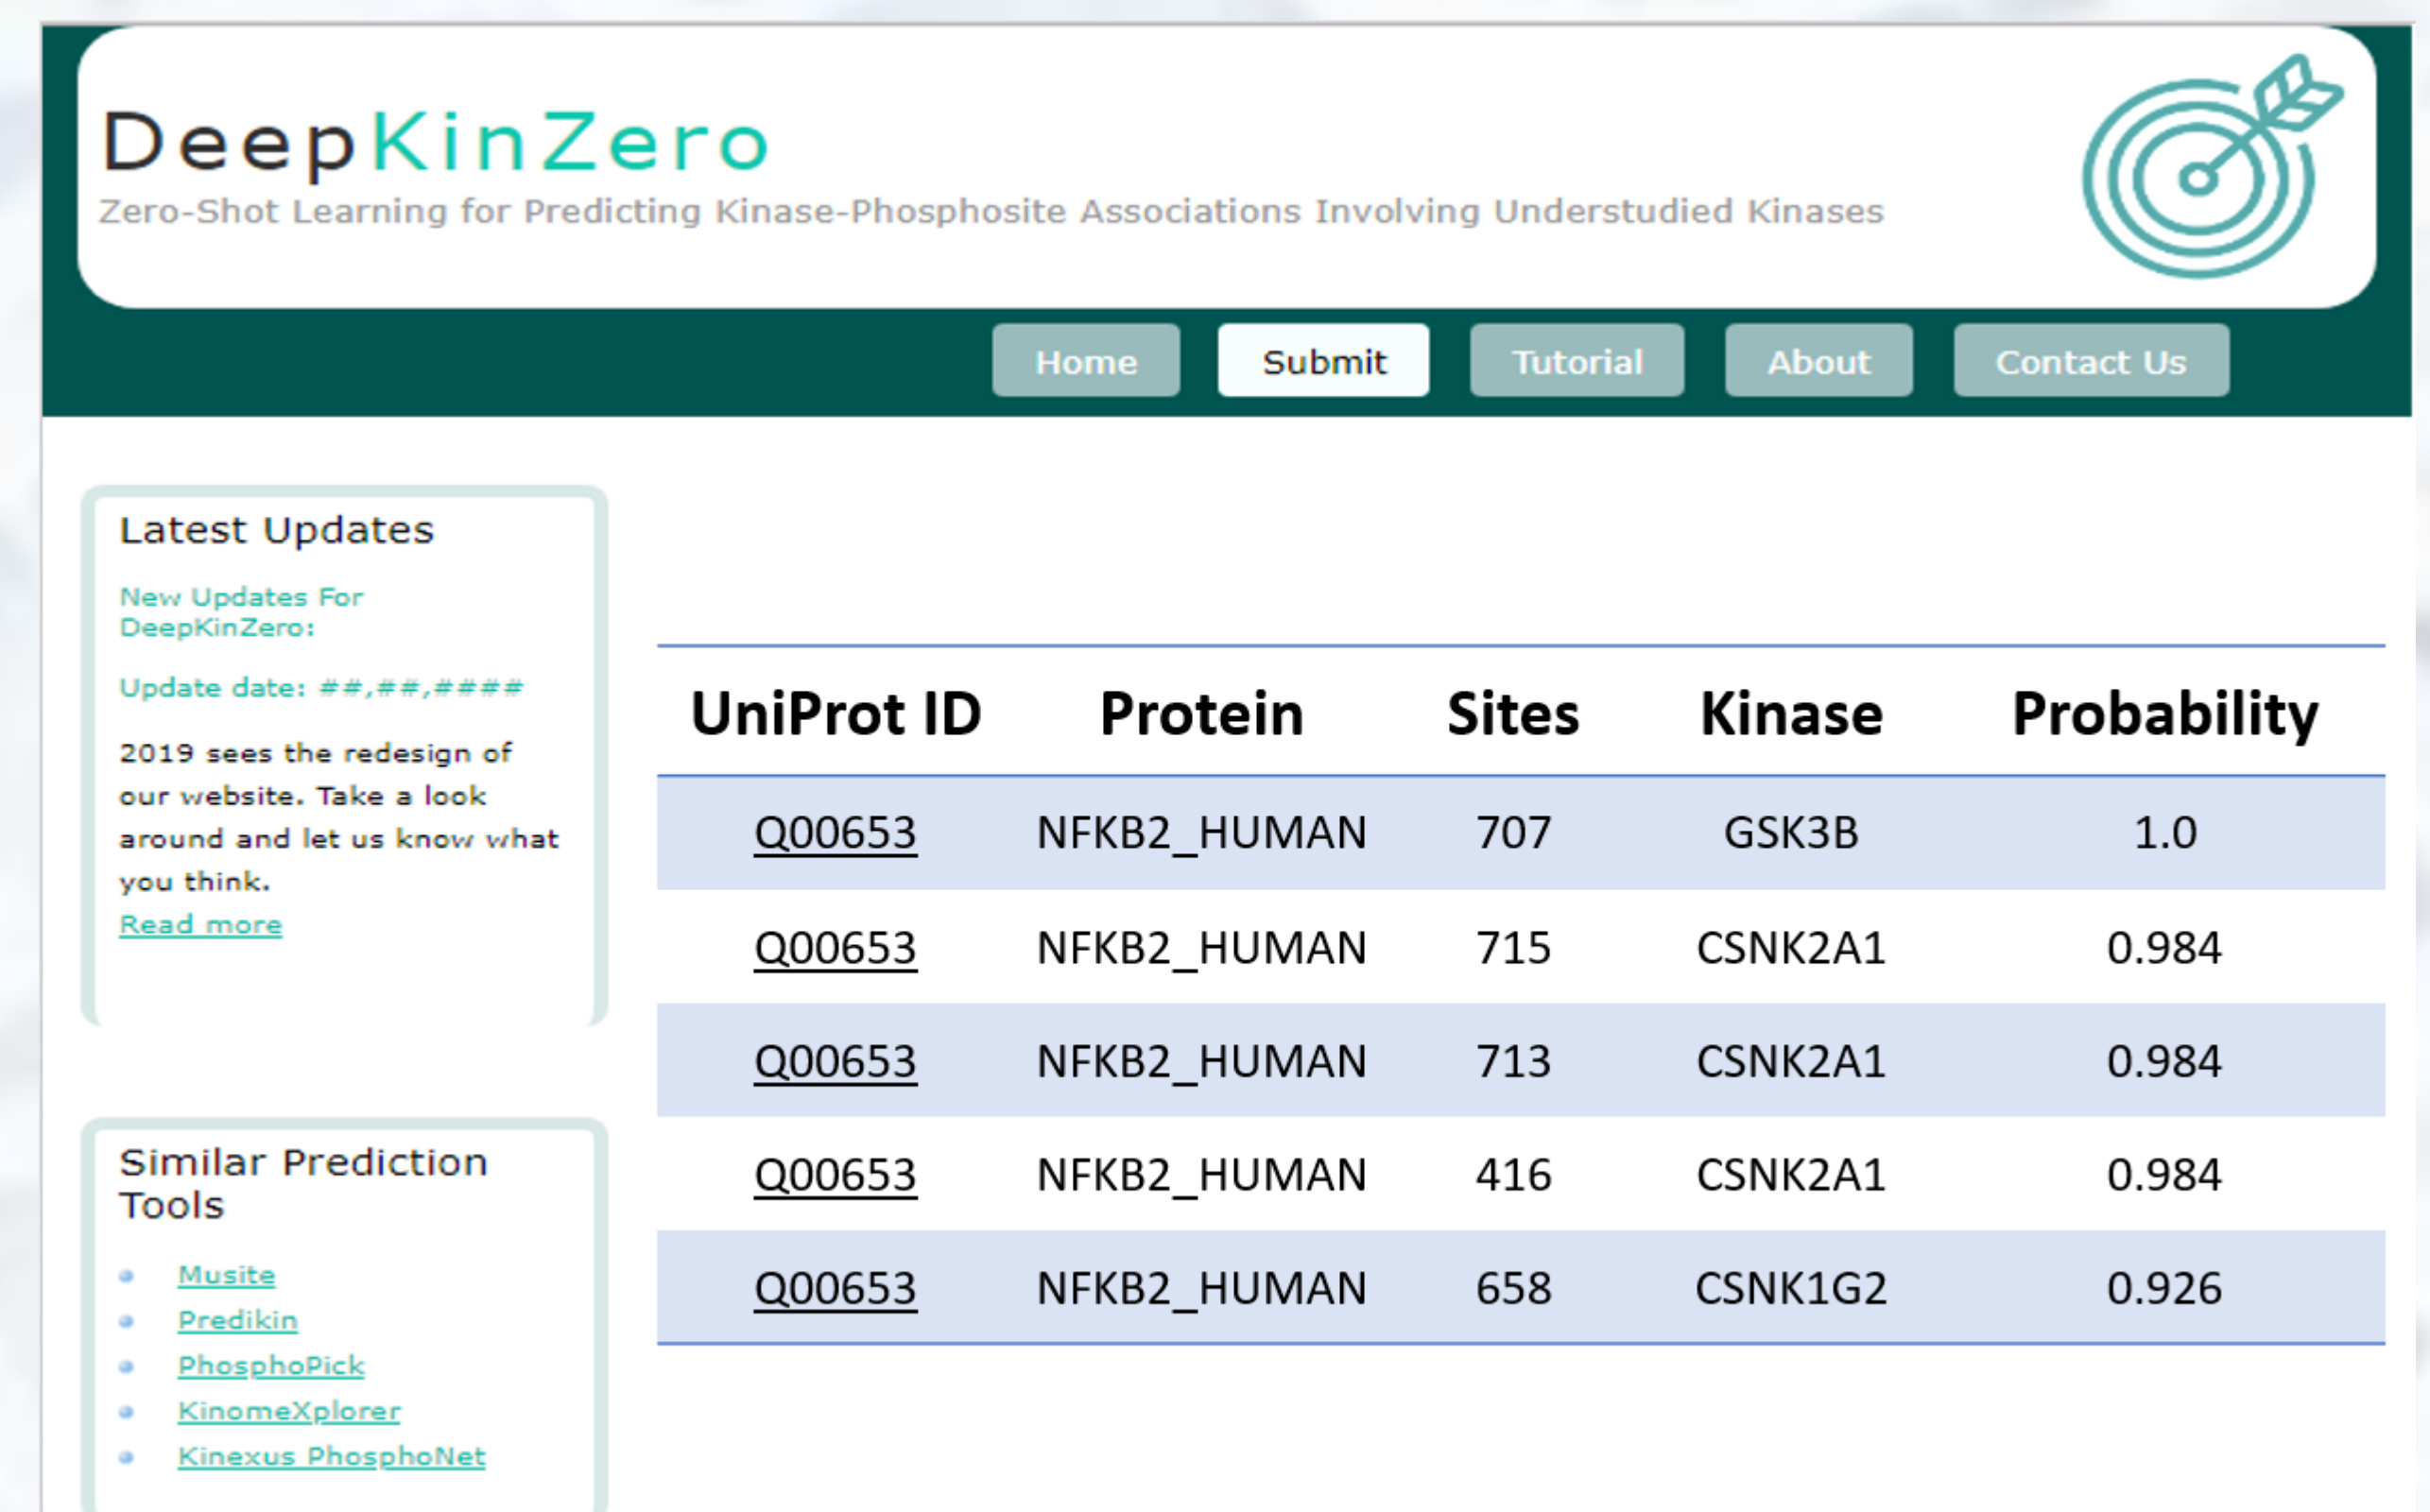 DeepKinZero
Zero-Shot Learning for Predicting Kinase-Phosphosite Associations Involving Understudied Kinases
Home Submit Tutorial About Contact Us
Latest Updates
New Updates For
DeepKinZero:
Update date: ##,##,####
2019 sees the redesign of
our website. Take a look
around and let us know what
you think.
Read more
Similar Prediction
Tools
Musite
Predikin
PhosphoPick
KinomeXplorer
Kinexus PhosphoNet
UniProt ID Protein Sites Kinase Probability
Q00653 NFKB2_HUMAN 707 GSK3B 1.0
Q00653 NFKB2_HUMAN 715 CSNK2A1 0.984
Q00653 NFKB2_HUMAN 713 CSNK2A1 0.984
Q00653 NFKB2_HUMAN 416 CSNK2A1 0.984
Q00653 NFKB2_HUMAN 658 CSNK1G2 0.926